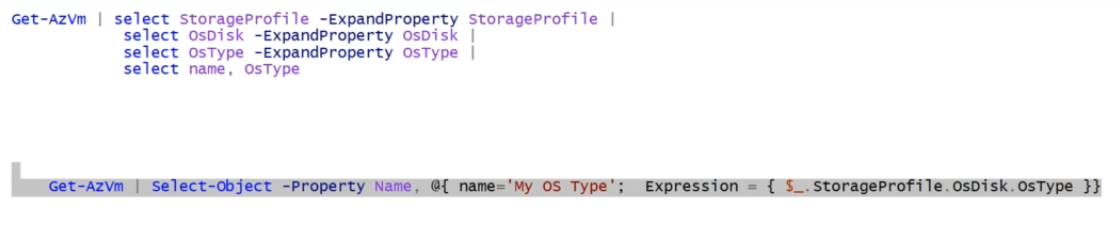 Get-AzVm | select StorageProfile -ExpandProperty StorageProfile |
select OsDisk -ExpandProperty OsDisk |
select OsType -ExpandProperty OsType |
select name, OsType
Get-AzVm | Select-Object -Property Name, @{ name='My OS Type';  Expression = { $_.StorageProfile.OsDisk.OsType }}